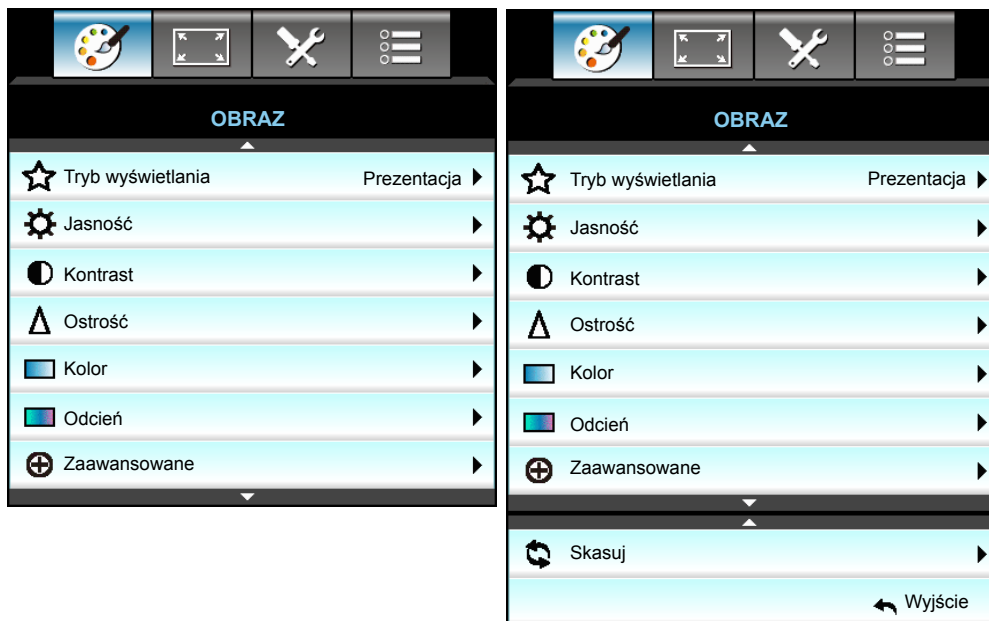 OBRAZ
Tryb wyświetlania Prezentacja
Jasność
Kontrast
Ostrość
Kolor
Odcień
Zaawansowane
OBRAZ
Tryb wyświetlania Prezentacja
Jasność
Kontrast
Ostrość
Kolor
Odcień
Zaawansowane
Skasuj
Wyjście